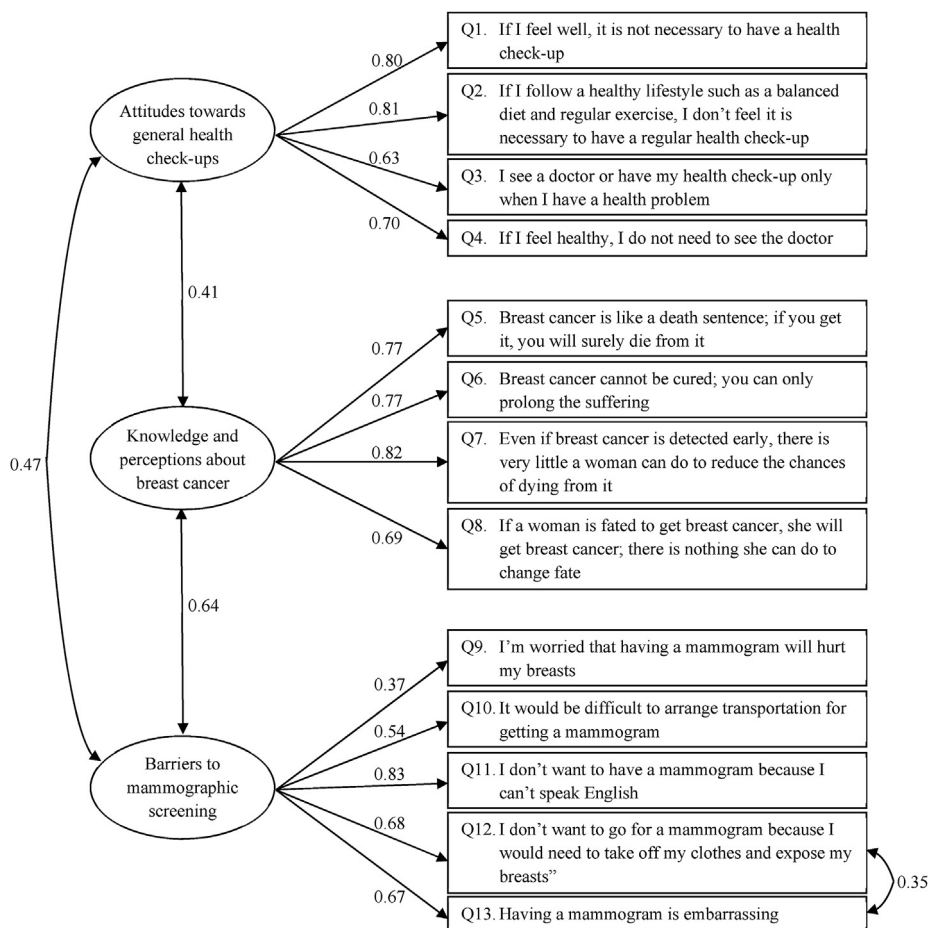 Attitudes towards
general health
check-ups
0.80
0.81
0.63
0.70
Q1. If I feel well, it is not necessary to have a health
check-up
Q2. If I follow a healthy lifestyle such as a balanced
diet and regular exercise, I don’t feel it is
necessary to have a regular health check-up
Q3. I see a doctor or have my health check-up only
when I have a health problem
Q4. If I feel healthy, I do not need to see the doctor
0.41
0.47
Knowledge and
perceptions about
breast cancer
0.77
0.77
0.82
0.69
Q5. Breast cancer is like a death sentence; if you get
it, you will surely die from it
Q6. Breast cancer cannot be cured; you can only
prolong the suffering
Q7. Even if breast cancer is detected early, there is
very little a woman can do to reduce the chances
of dying from it
Q8. If a woman is fated to get breast cancer, she will
get breast cancer; there is nothing she can do to
change fate
0.64
Barriers to
mammographic
screening
0.37
0.54
0.83
0.68
0.67
Q9. I’m worried that having a mammogram will hurt
my breasts
Q10. It would be difficult to arrange transportation for
getting a mammogram
Q11. I don’t want to have a mammogram because I
can’t speak English
Q12. I don’t want to go for a mammogram because I
would need to take off my clothes and expose my
breasts”
Q13. Having a mammogram is embarrassing
0.35